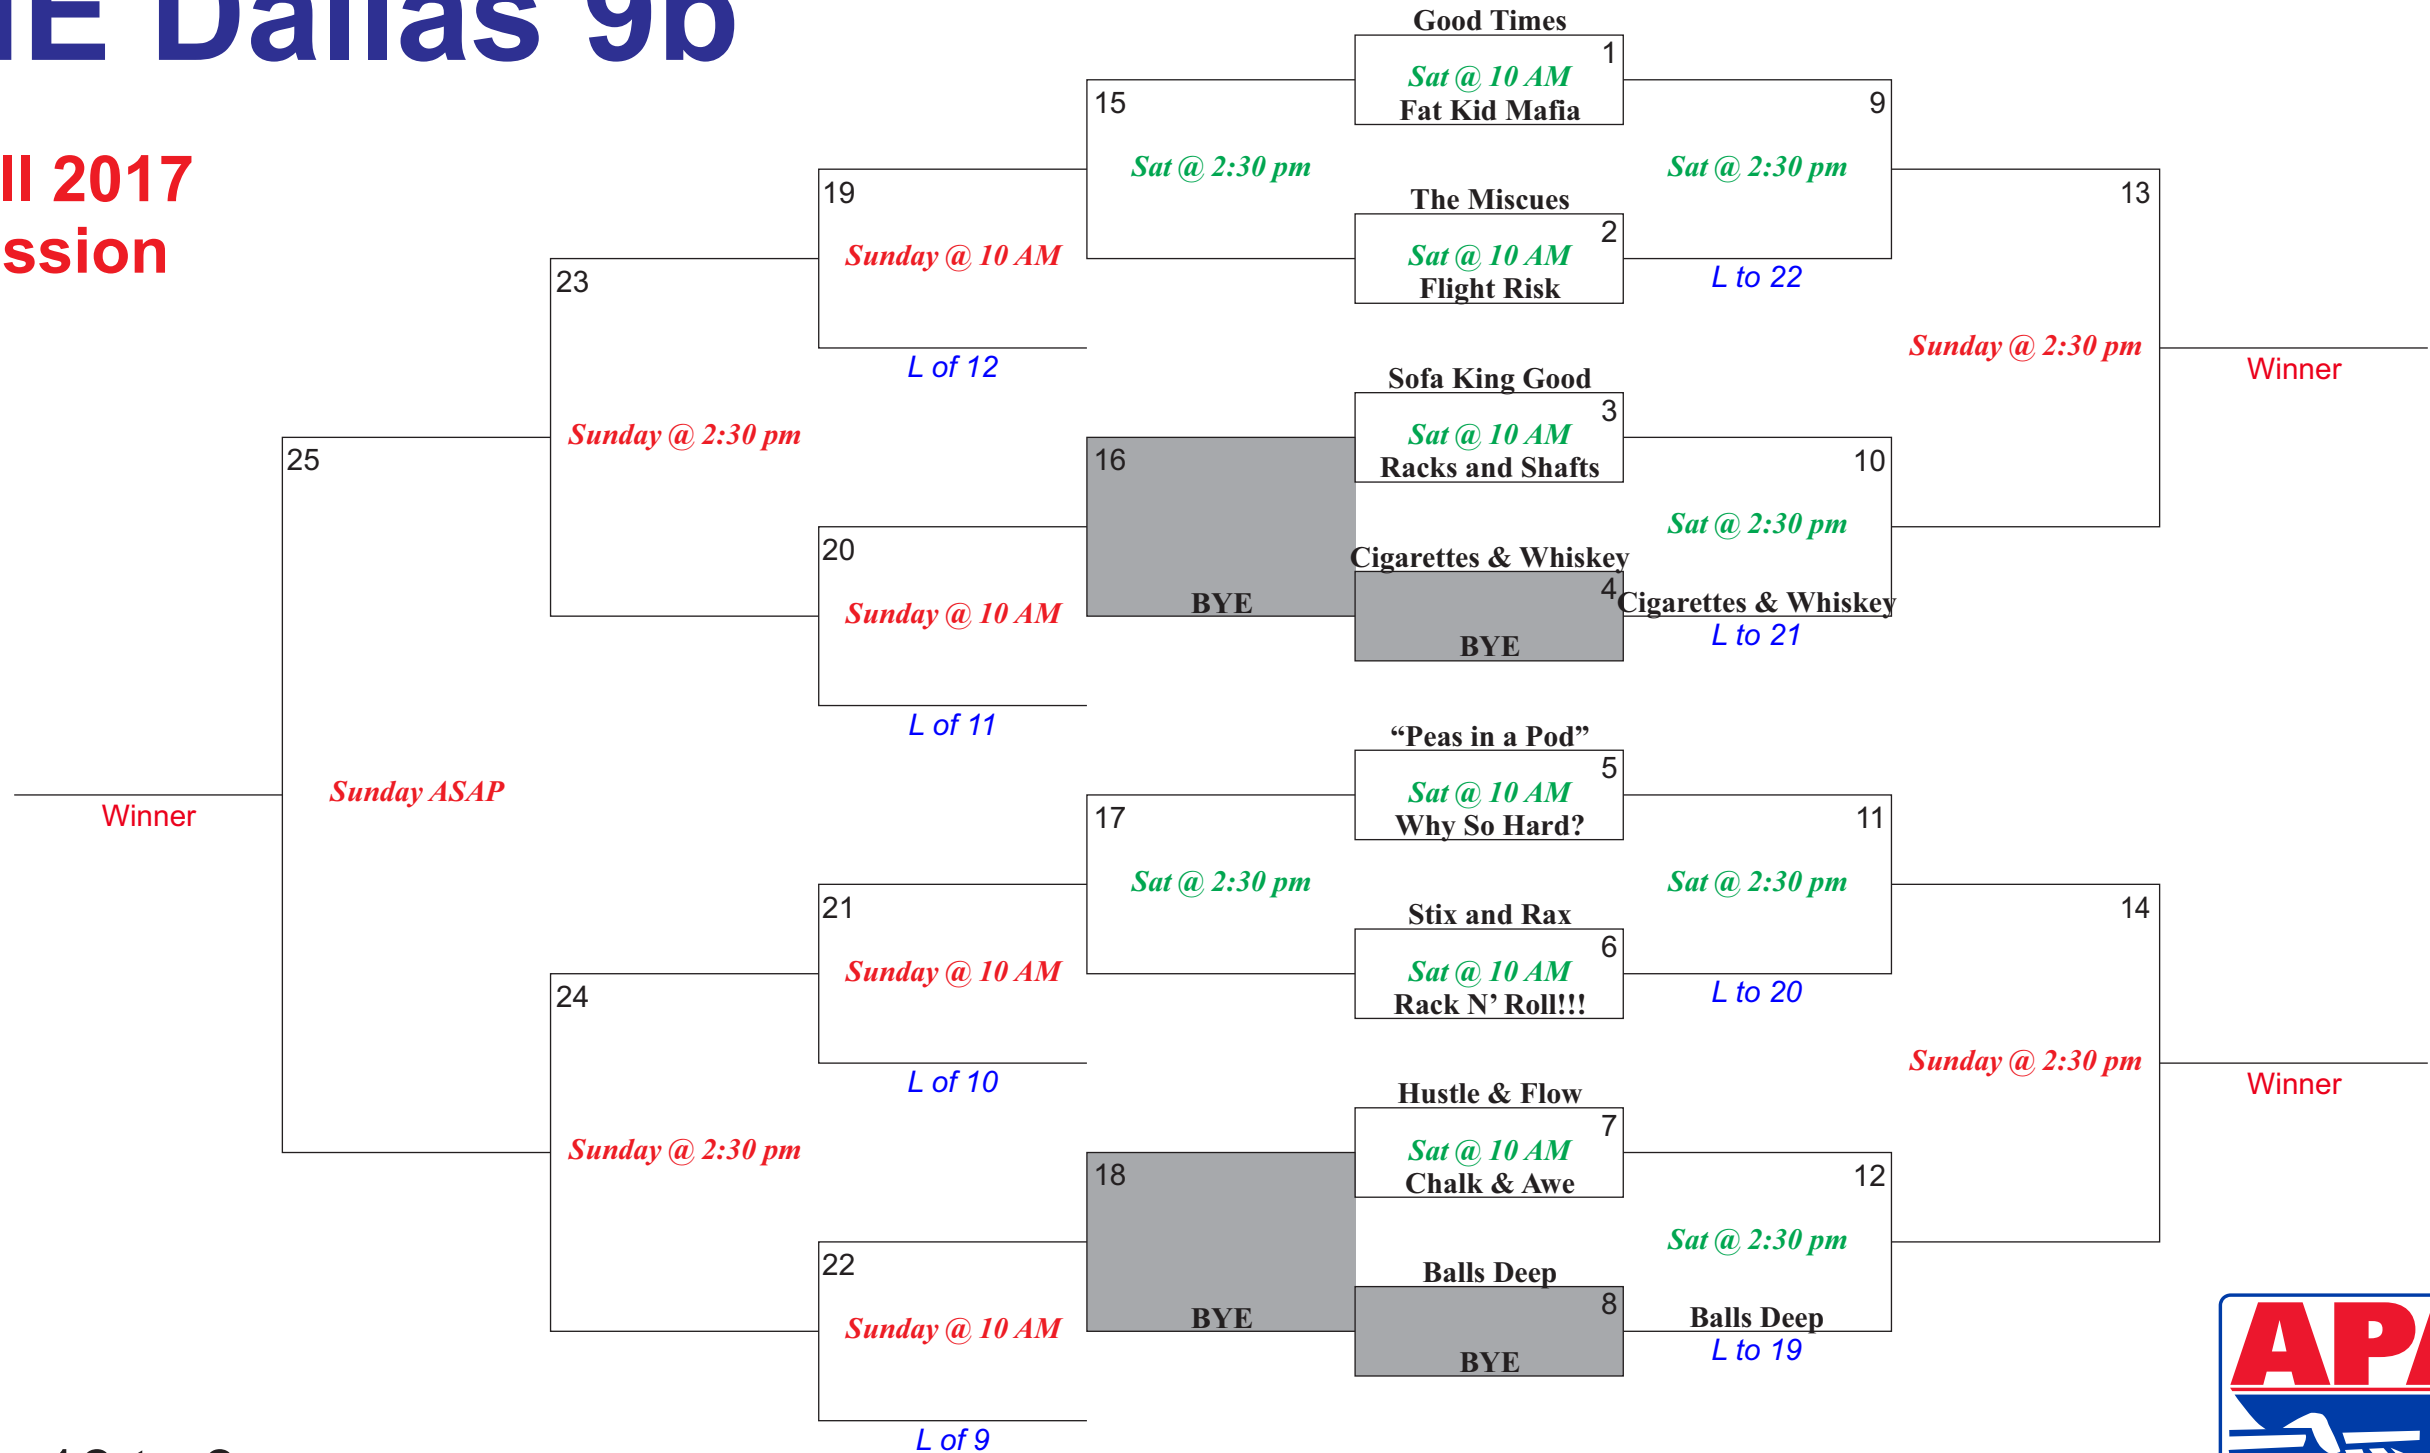 E Dallas 9b
ll 2017
ssion
Good Times
1
Sat @ 10 AM
Fat Kid Mafia
15
Sat @ 2:30 pm
9
Sat @ 2:30 pm
The Miscues
2
Sat @ 10 AM
Flight Risk
L to 22
19
Sunday @ 10 AM
L of 12
13
Sunday @ 2:30 pm
Winner
23
Sunday @ 2:30 pm
Sofa King Good
3
Sat @ 10 AM
Racks and Shafts
16
BYE
10
Sat @ 2:30 pm
Cigarettes & Whiskey
4
BYE
Cigarettes & Whiskey
L to 21
20
Sunday @ 10 AM
L of 11
25
Sunday ASAP
Winner
“Peas in a Pod”
5
Sat @ 10 AM
Why So Hard?
17
Sat @ 2:30 pm
11
Sat @ 2:30 pm
Stix and Rax
6
Sat @ 10 AM
Rack N’ Roll!!!
L to 20
21
Sunday @ 10 AM
L of 10
14
Sunday @ 2:30 pm
Winner
24
Sunday @ 2:30 pm
Hustle & Flow
7
Sat @ 10 AM
Chalk & Awe
18
BYE
12
Sat @ 2:30 pm
Balls Deep
8
BYE
Balls Deep
L to 19
22
Sunday @ 10 AM
L of 9
APA